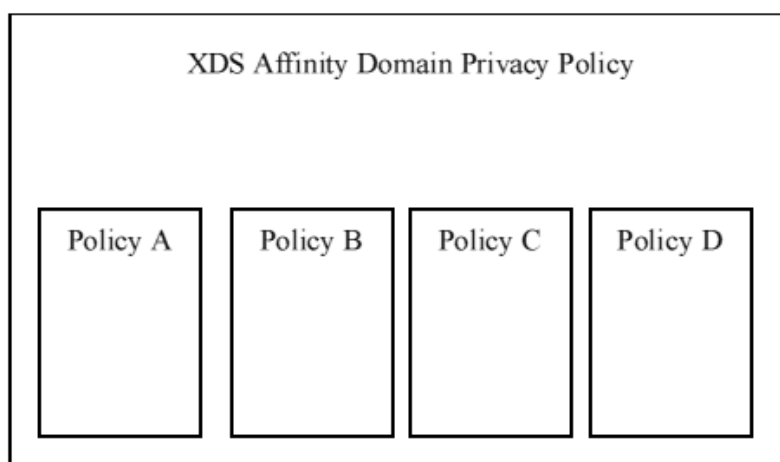 XDS Affinity Domain Privacy Policy
Policy A
Policy B
Policy C
Policy D